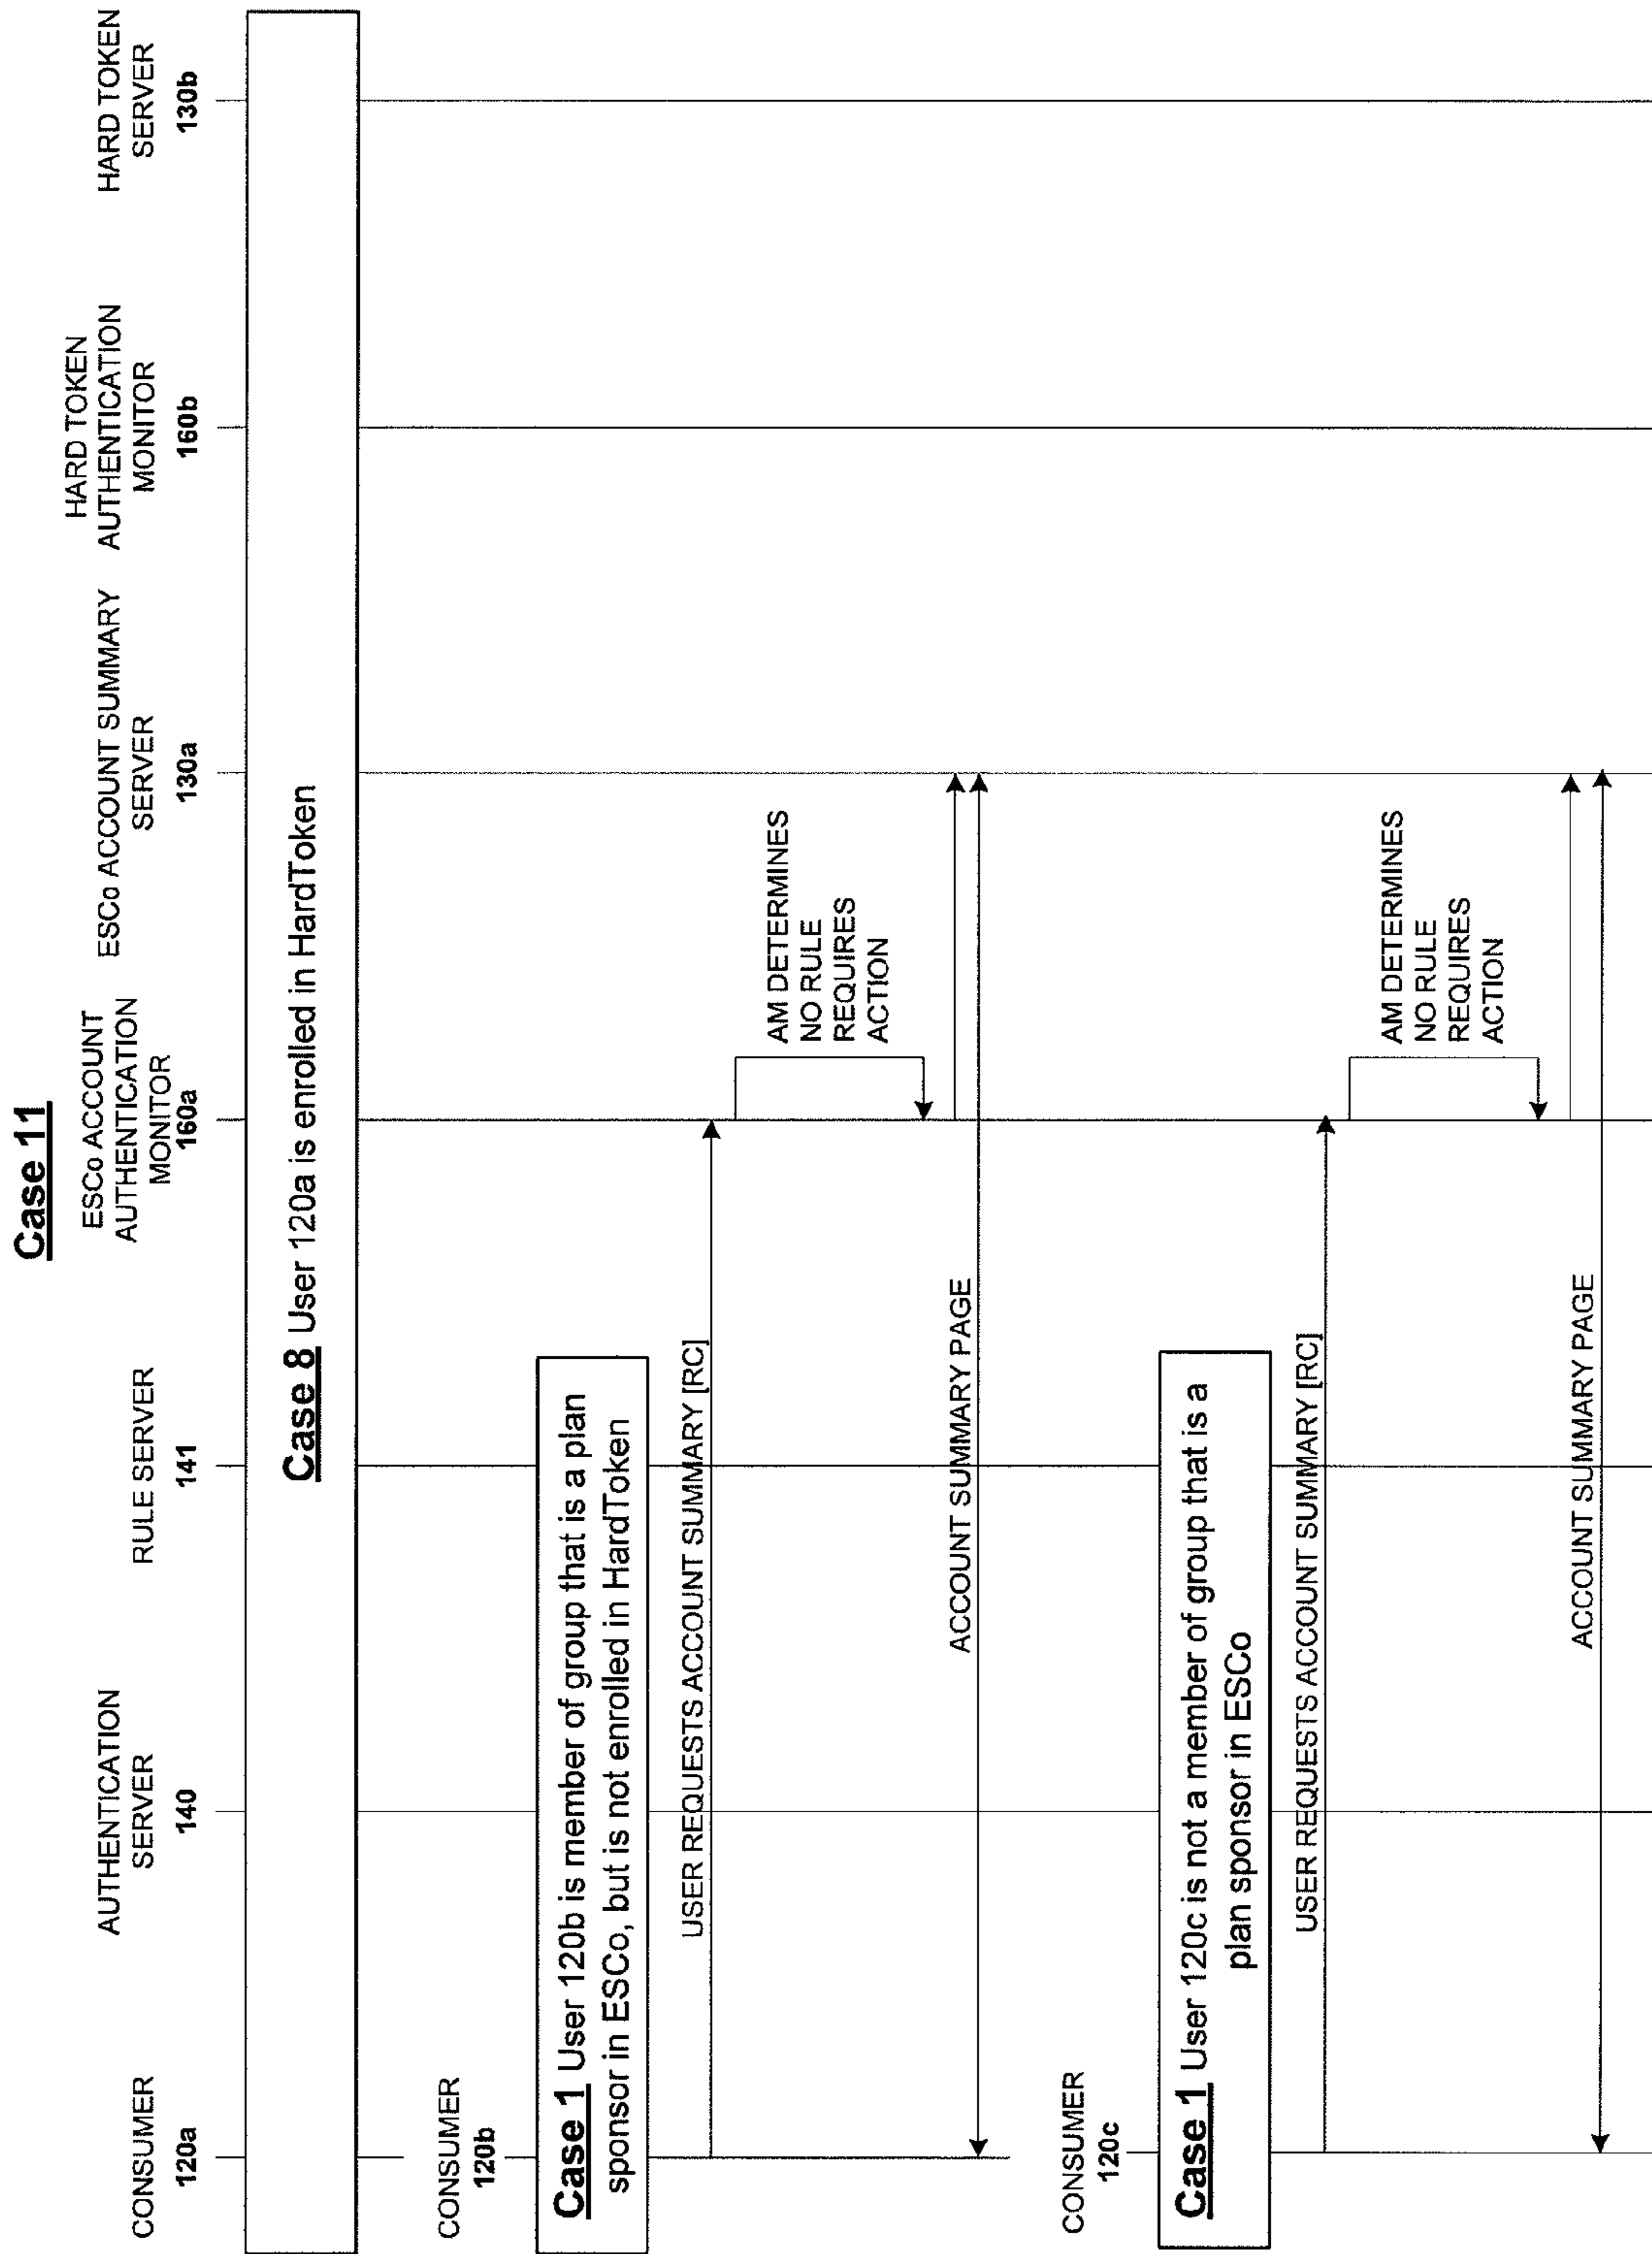 Case 11
CONSUMER
120a
AUTHENTICATION
SERVER
140
RULE SERVER
141
ESCo ACCOUNT
AUTHENTICATION
MONITOR
160a
ESCo ACCOUNT SUMMARY
SERVER
130a
HARD TOKEN
AUTHENTICATION
MONITOR
160b
HARD TOKEN
SERVER
130b
Case 8 User 120a is enrolled in HardToken
CONSUMER
120b
Case 1 User 120b is member of group that is a plan
sponsor in ESCo, but is not enrolled in HardToken
USER REQUESTS ACCOUNT SUMMARY [RC]
AM DETERMINES
NO RULE
REQUIRES
ACTION
ACCOUNT SUMMARY PAGE
CONSUMER
120c
Case 1 User 120c is not a member of group that is a
plan sponsor in ESCo
USER REQUESTS ACCOUNT SUMMARY [RC]
AM DETERMINES
NO RULE
REQUIRES
ACTION
ACCOUNT SUMMARY PAGE